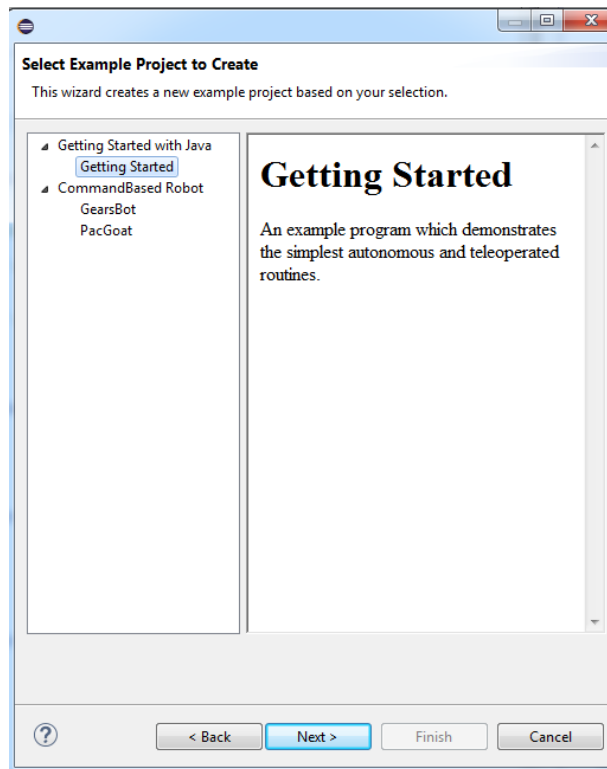 Select Example Project to Create
This wizard creates a new example project based on your selection.
Getting Started with Java
Getting Started
CommandBased Robot
GearsBot
PacGoat
Getting Started
An example program which demonstrates
the simplest autonomous and teleoperated
routines.
?
< Back
Next >
Finish
Cancel